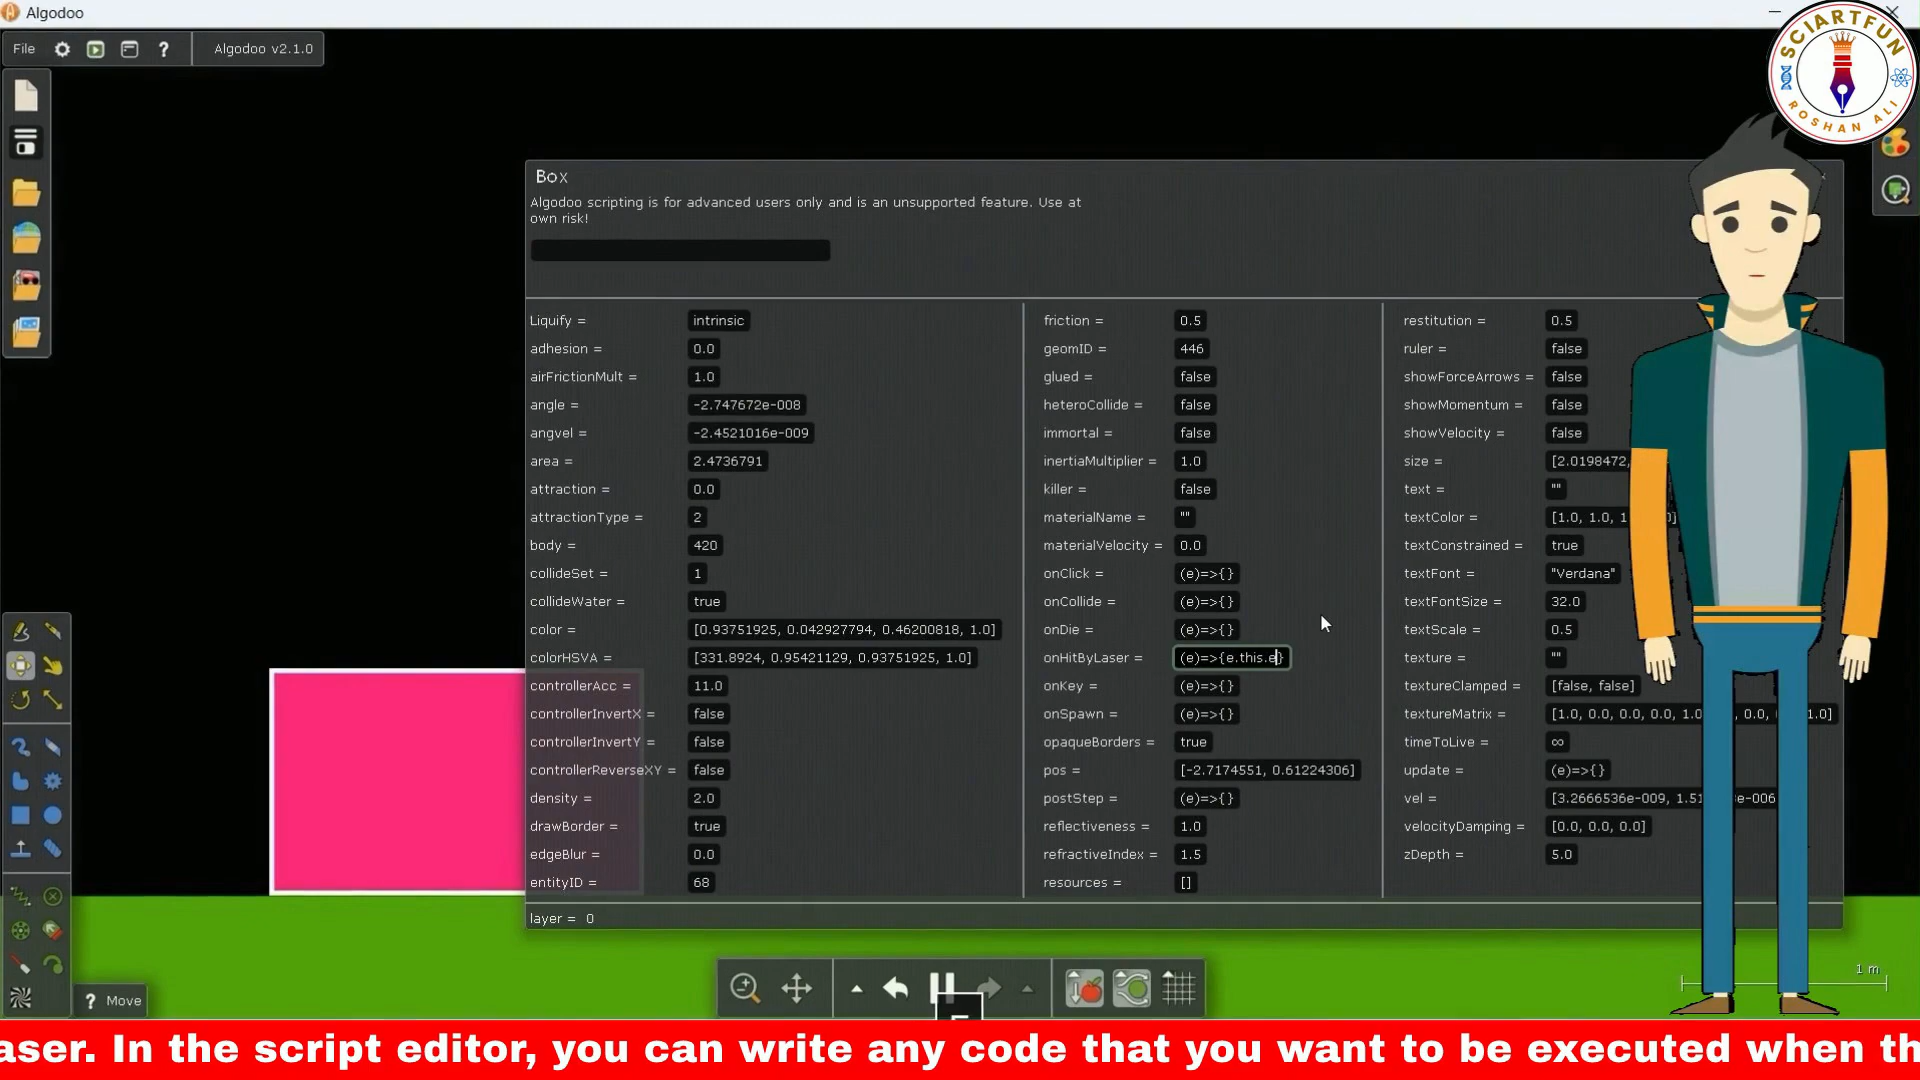 Algodoo
File
?
Algodoo v2.1.0
SCIARTFUN
ROSHAN ALI
Box
Algodoo scripting is for advanced users only and is an unsupported feature. Use at
own risk!
Liquify = intrinsic
adhesion = 0.0
airFrictionMult = 1.0
angle = -2.747672e-008
angvel = -2.4521016e-009
area = 2.4736791
attraction = 0.0
attractionType = 2
body = 420
collideSet = 1
collideWater = true
color = [0.93751925, 0.042927794, 0.46200818, 1.0]
colorHSVA = [331.8924, 0.95421129, 0.93751925, 1.0]
controllerAcc = 11.0
controllerInvertX = false
controllerInvertY = false
controllerReverseXY = false
density = 2.0
drawBorder = true
edgeBlur = 0.0
entityID = 68
friction = 0.5
geomID = 446
glued = false
heteroCollide = false
immortal = false
inertiaMultiplier = 1.0
killer = false
materialName = ""
materialVelocity = 0.0
onClick = (e)=>{}
onCollide = (e)=>{}
onDie = (e)=>{}
onHitByLaser = (e)=>{e.this.e}
onKey = (e)=>{}
onSpawn = (e)=>{}
opaqueBorders = true
pos = [-2.7174551, 0.61224306]
postStep = (e)=>{}
reflectiveness = 1.0
refractiveIndex = 1.5
resources = []
restitution = 0.5
ruler = false
showForceArrows = false
showMomentum = false
showVelocity = false
size = [2.0198472,
text = ""
textColor = [1.0, 1.0, 1
textConstrained = true
textFont = "Verdana"
textFontSize = 32.0
textScale = 0.5
texture = ""
textureClamped = [false, false]
textureMatrix = [1.0, 0.0, 0.0, 0.0, 1.0 0.0, 1.0]
timeToLive = ∞
update = (e)=>{}
vel = [3.2666536e-009, 1.51 e-006
velocityDamping = [0.0, 0.0, 0.0]
zDepth = 5.0
layer = 0
? Move
1 m
aser. In the script editor, you can write any code that you want to be executed when th